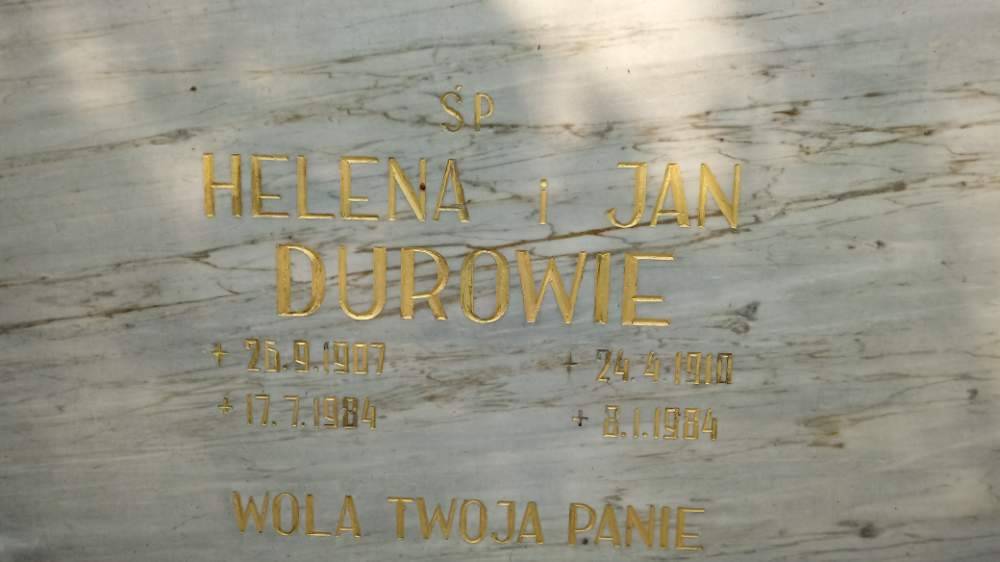 ŚP
HELENA i JAN
DUROWIE
+ 26.9.1907 + 24.4.1910
+ 17.7.1984 + 8.1.1984
WOLA TWOJA PANIE